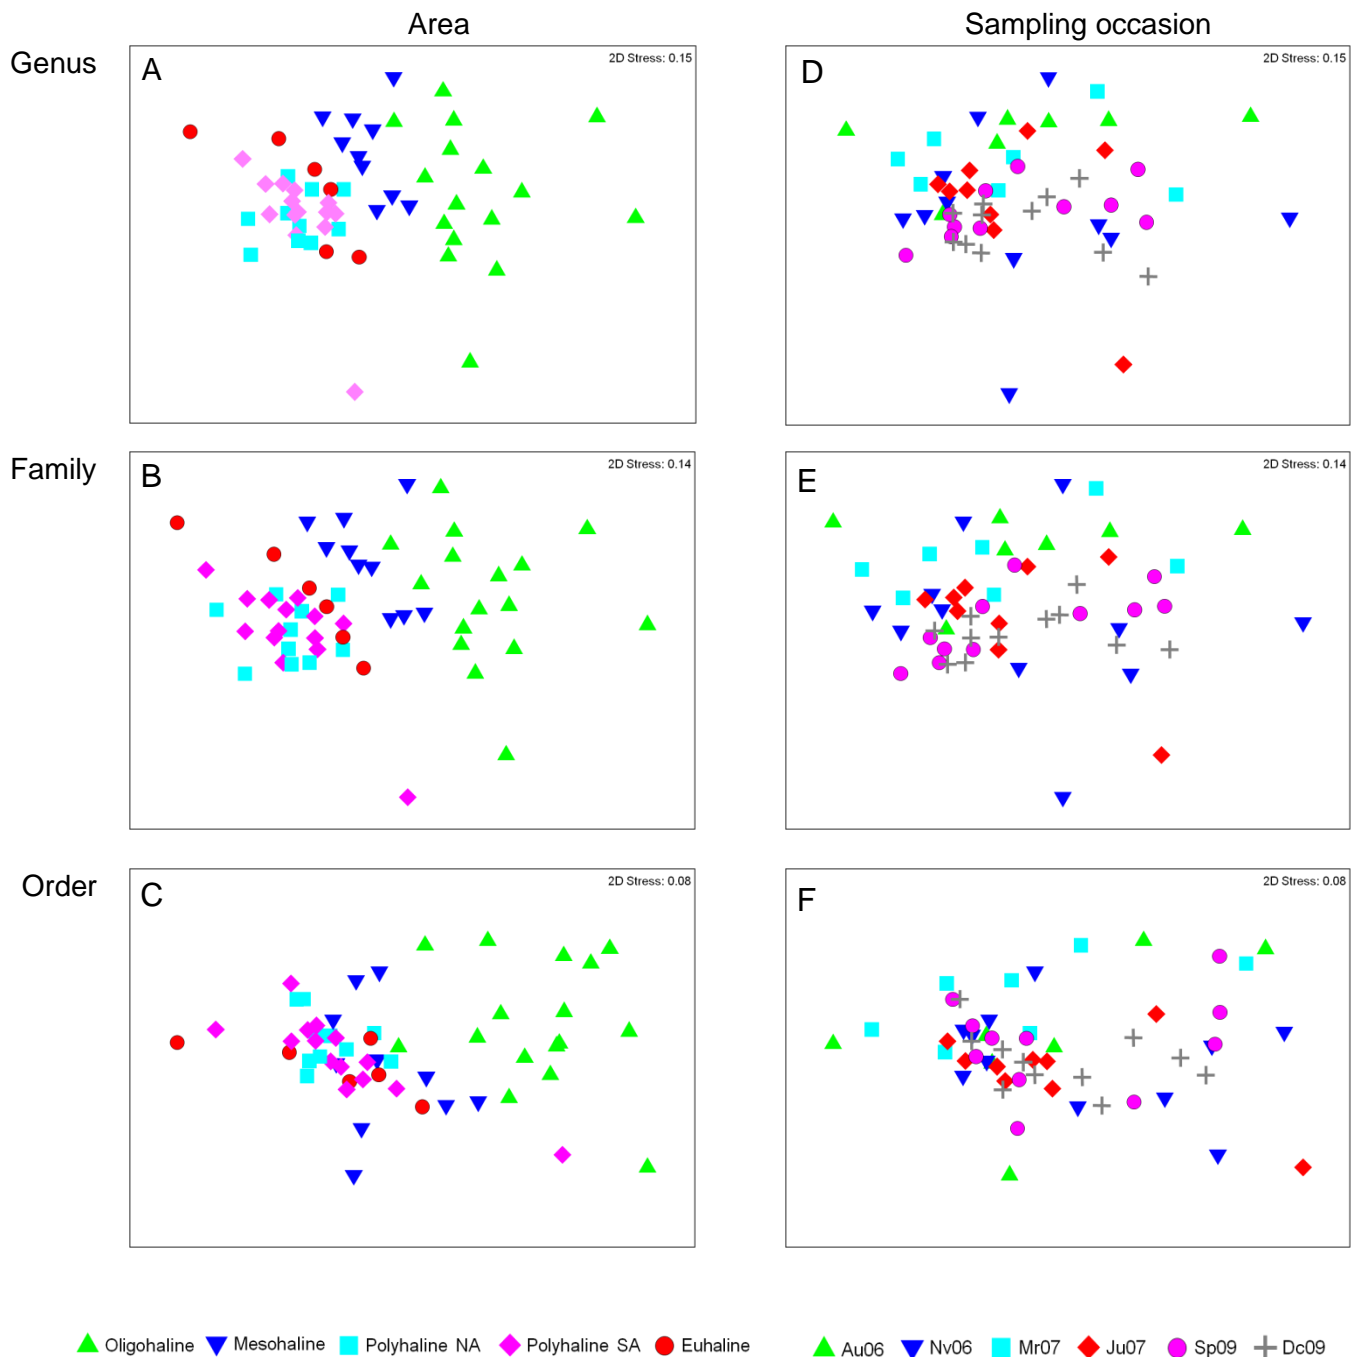 Area
Sampling occasion
Genus
A
2D Stress: 0.15
D
2D Stress: 0.15
Family
B
2D Stress: 0.14
E
2D Stress: 0.14
Order
C
2D Stress: 0.08
F
2D Stress: 0.08
Oligohaline Mesohaline Polyhaline NA Polyhaline SA Euhaline
Au06 Nv06 Mr07 Ju07 Sp09 Dc09